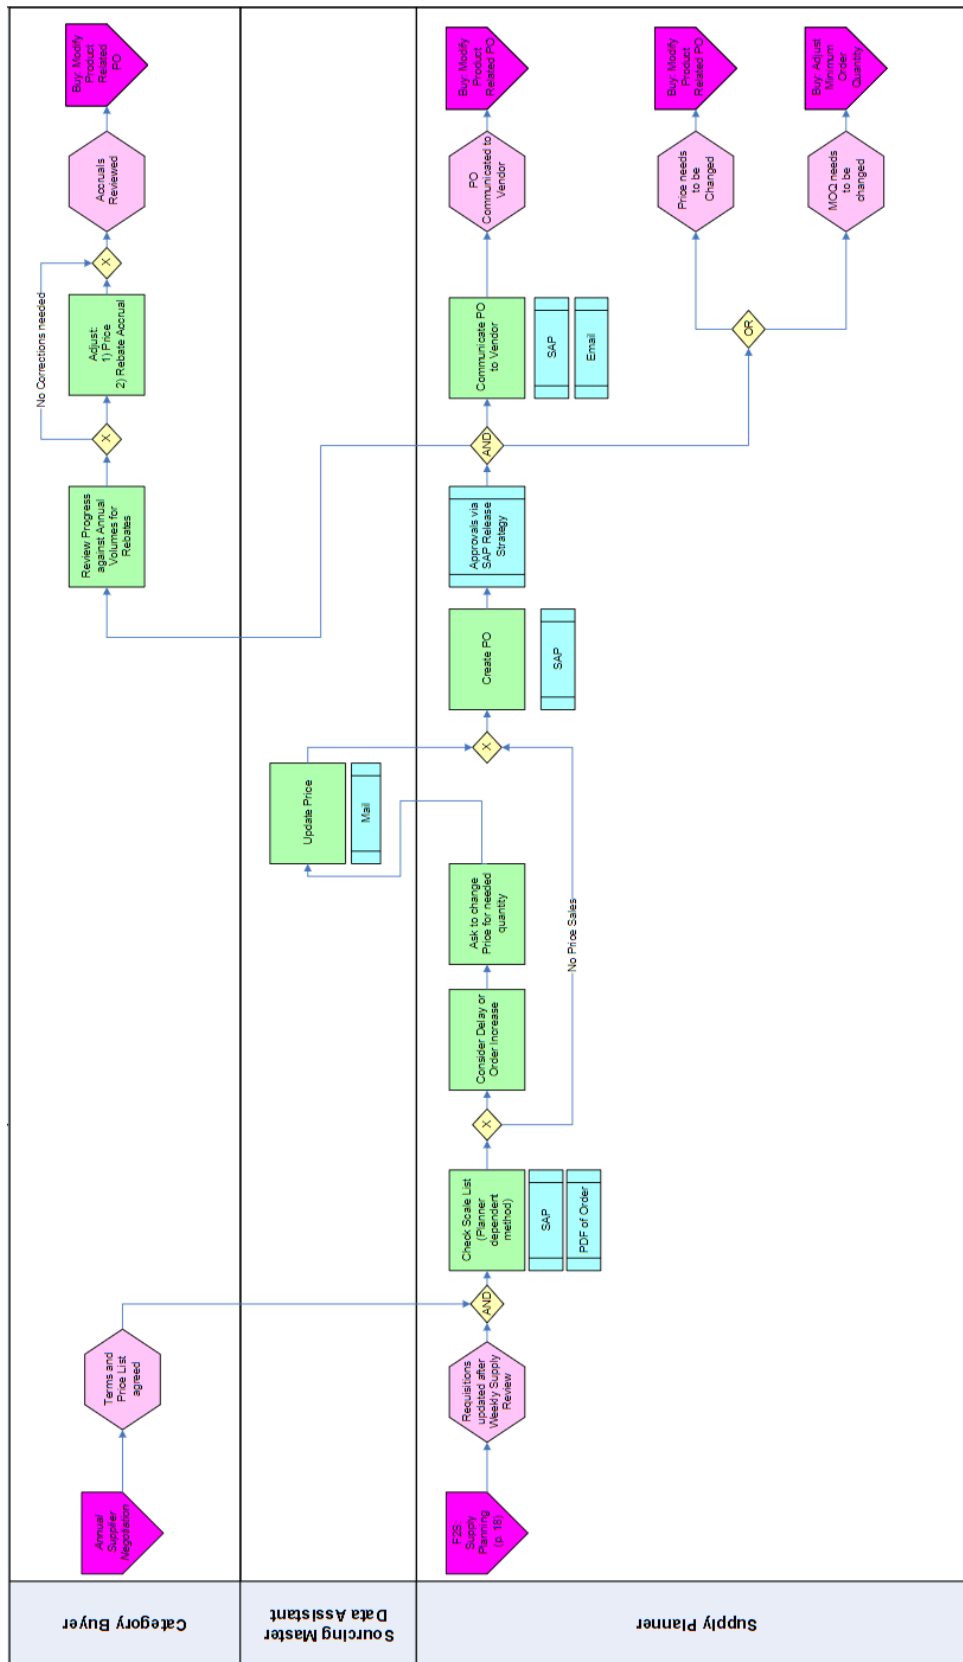 Category Buyer
Annual
Supplier
Negotiation
Terms and
Price List
agreed
Review Progress
against Annual
Volumes for
Rebates
X
No Corrections needed
Adjust:
1) Price
2) Rebate Accrual
X
Accruals
Reviewed
Buy: Modify
Product
Related
PO
Sourcing Master
Data Assistant
Update Price
Mail
Supply Planner
F2S:
Supply
Planning
(p. 18)
Requisitions
updated after
Weekly Supply
Review
AND
Check Scale List
(Planner
dependent
method)
SAP
PDF of Order
X
Consider Delay or
Order Increase
Ask to change
Price for needed
quantity
No Price Sales
X
Create PO
SAP
Approvals via
SAP Release
Strategy
AND
Communicate PO
to Vendor
SAP
Email
PO
Communicated to
Vendor
Buy: Modify
Product
Related PO
OR
Price needs
to be
Changed
Buy: Modify
Product
Related PO
MOQ needs
to be
changed
Buy: Adjust
Minimum
Order
Quantity